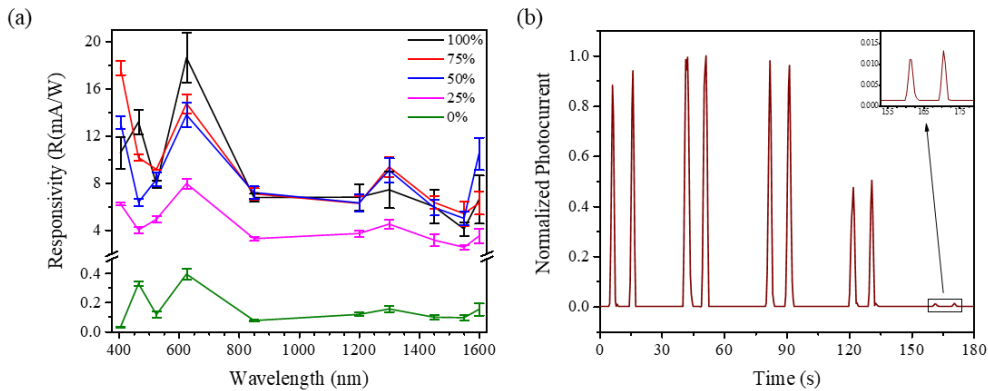 (a)
Responsivity (Rd(mA/W)
20
16
12
8
4
0.4
0.2
0.0
100%
75%
50%
25%
0%
400 600 800 1000 1200 1400 1600
Wavelength (nm)
(b)
Normalized Photocurrent
1.0
0.8
0.6
0.4
0.2
0.0
0.015
0.010
0.005
0.000
155 165 175
0 30 60 90 120 150 180
Time (s)